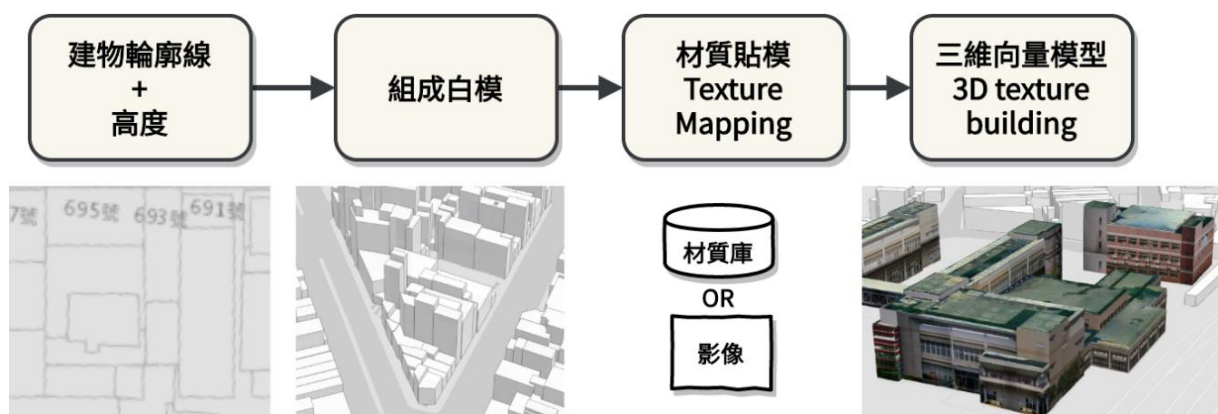 建物輪廓線
+
高度
組成白模
材質貼模
Texture
Mapping
三維向量模型
3D texture
building
7號
695號
693號
691號
材質庫
OR
影像